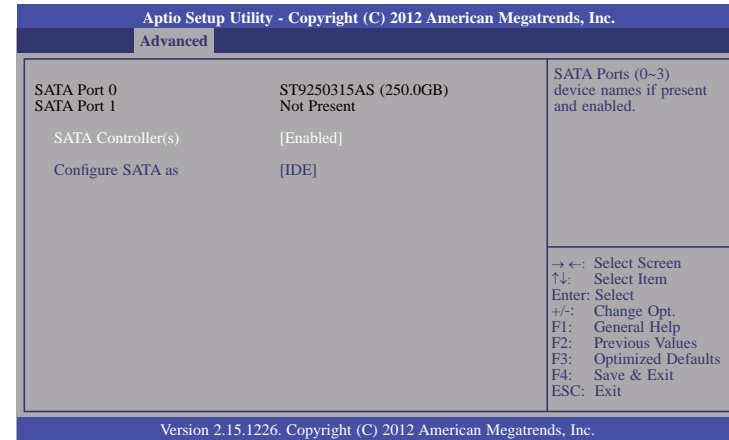 Aptio Setup Utility - Copyright (C) 2012 American Megatrends, Inc.
Advanced
SATA Port 0 ST9250315AS (250.0GB)
SATA Port 1 Not Present
SATA Controller(s) [Enabled]
Configure SATA as [IDE]
SATA Ports (0~3)
device names if present
and enabled.
→←: Select Screen
↑↓: Select Item
Enter: Select
+/-: Change Opt.
F1: General Help
F2: Previous Values
F3: Optimized Defaults
F4: Save & Exit
ESC: Exit
Version 2.15.1226. Copyright (C) 2012 American Megatrends, Inc.